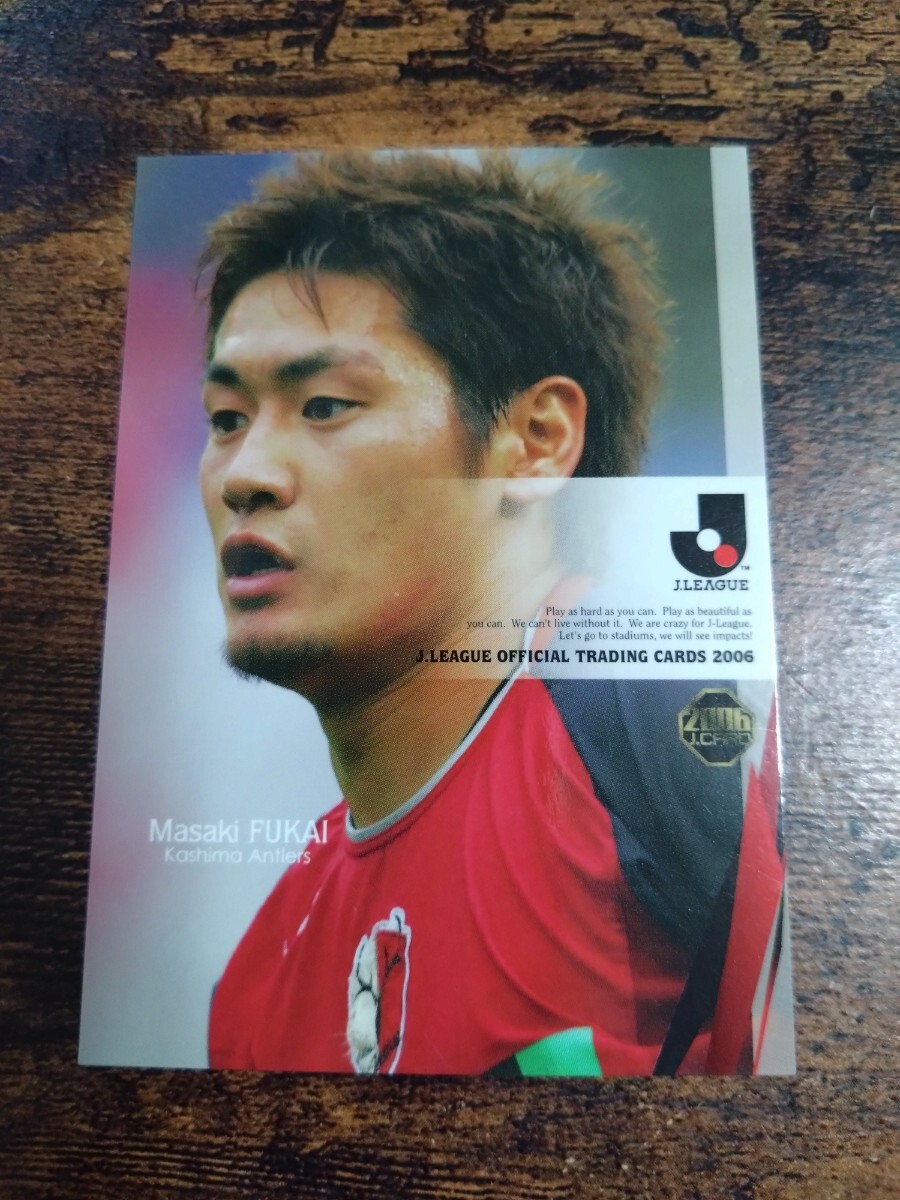 J.LEAGUE
TM
Play as hard as you can. Play as beautiful as
you can. We can't live without it. We are crazy for J-League.
Let's go to stadiums, we will see impacts!
J.LEAGUE OFFICIAL TRADING CARDS 2006
2006
J.CARD
Masaki FUKAI
Kashima Antlers